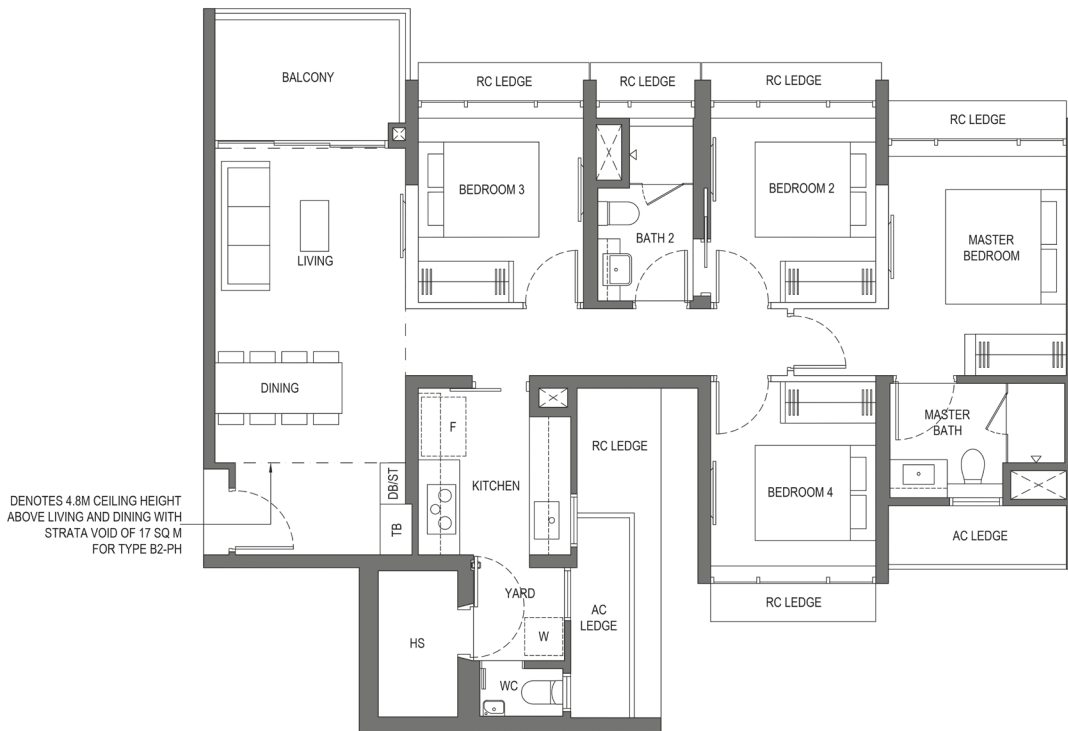 BALCONY
RC LEDGE
RC LEDGE
RC LEDGE
RC LEDGE
BEDROOM 3
BEDROOM 2
BATH 2
MASTER
BEDROOM
LIVING
DINING
F
RC LEDGE
MASTER
BATH
KITCHEN
DB/ST
BEDROOM 4
DENOTES 4.8M CEILING HEIGHT
ABOVE LIVING AND DINING WITH
STRATA VOID OF 17 SQ M
FOR TYPE B2-PH
TB
AC LEDGE
YARD
RC LEDGE
AC
LEDGE
HS
W
WC